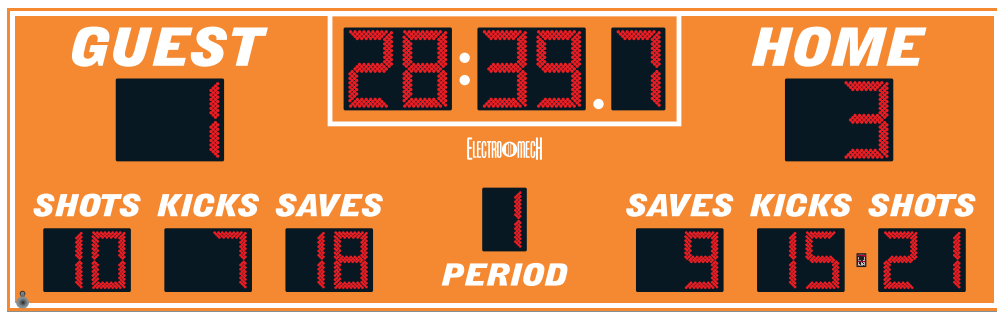 GUEST 28:39.7 HOME
1 3
ELECTRO MECH
SHOTS KICKS SAVES 1 SAVES KICKS SHOTS
10 7 18 PERIOD 9 15 21